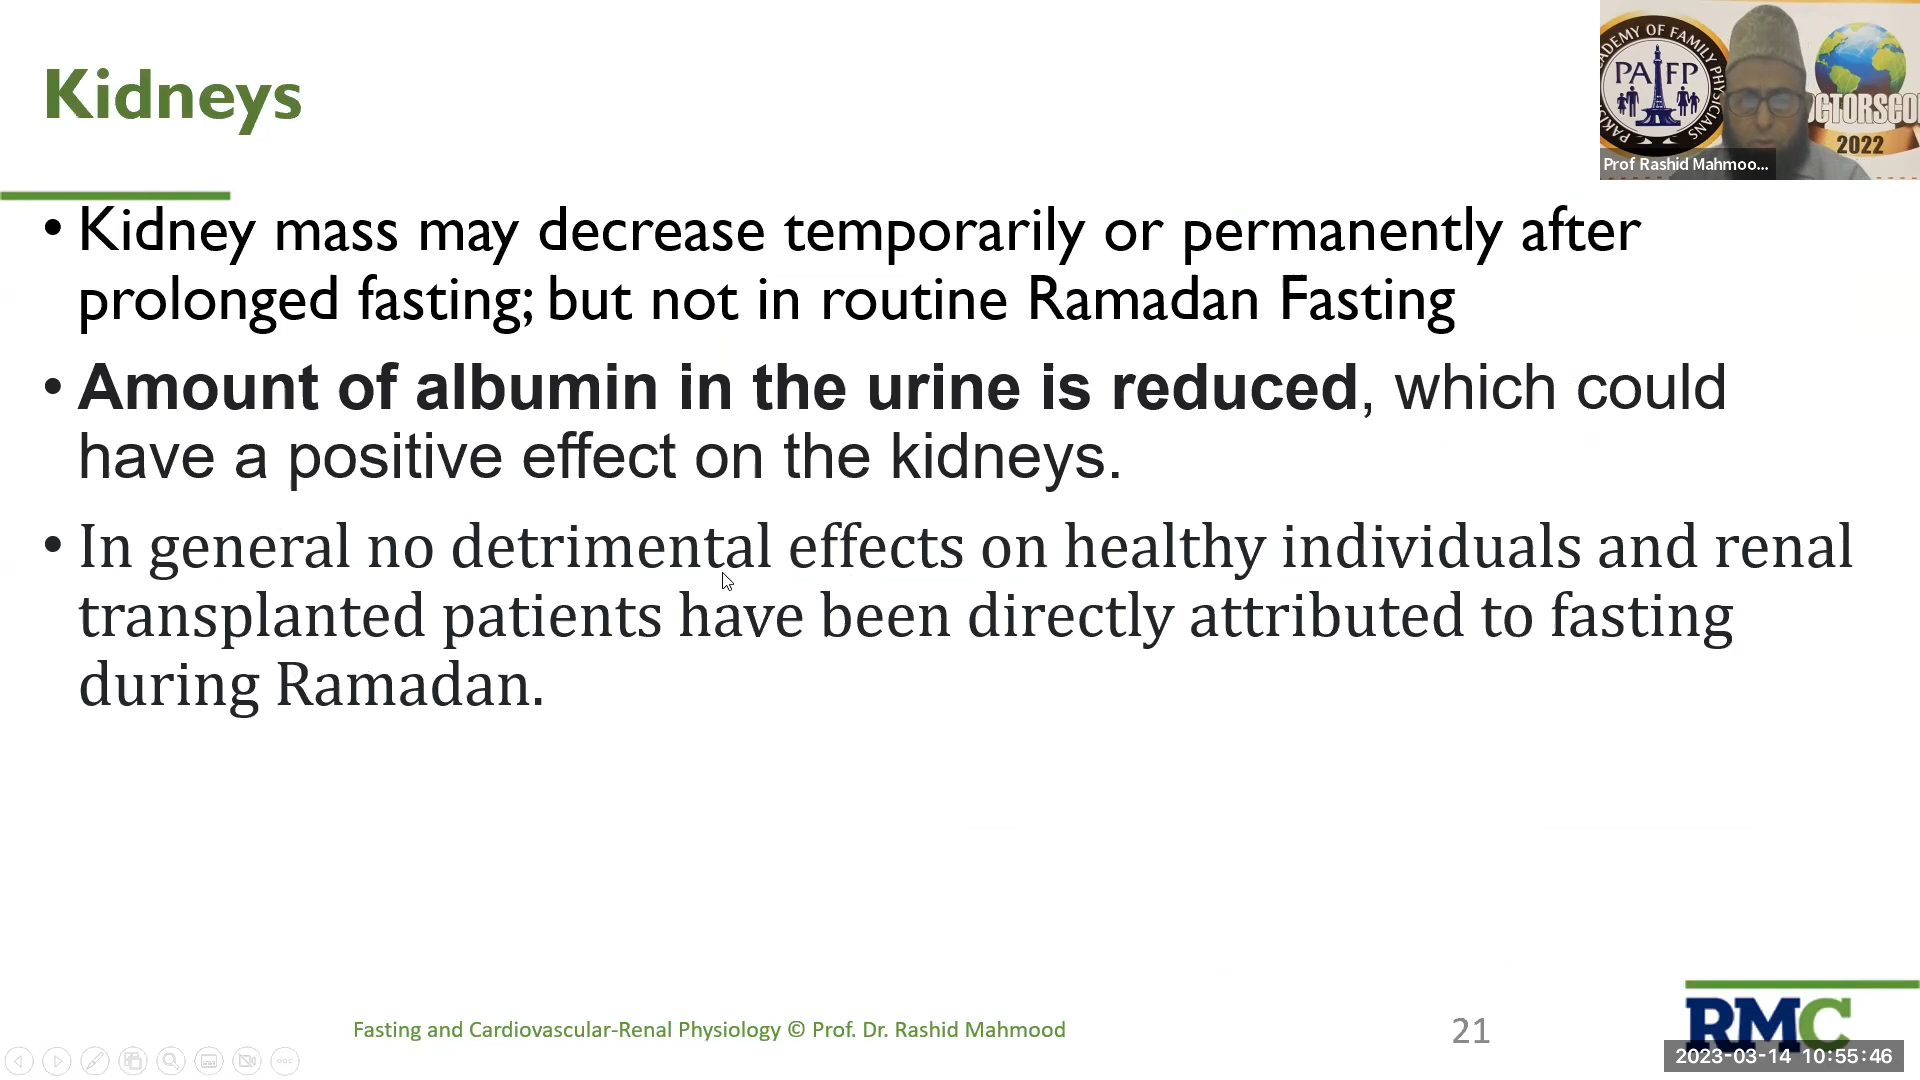 Kidneys
PAFP
2022
Prof Rashid Mahmoo...
• Kidney mass may decrease temporarily or permanently after
prolonged fasting; but not in routine Ramadan Fasting
• Amount of albumin in the urine is reduced, which could
have a positive effect on the kidneys.
• In general no detrimental effects on healthy individuals and renal
transplanted patients have been directly attributed to fasting
during Ramadan.
Fasting and Cardiovascular-Renal Physiology © Prof. Dr. Rashid Mahmood
21
RMC
2023-03-14 10:55:46